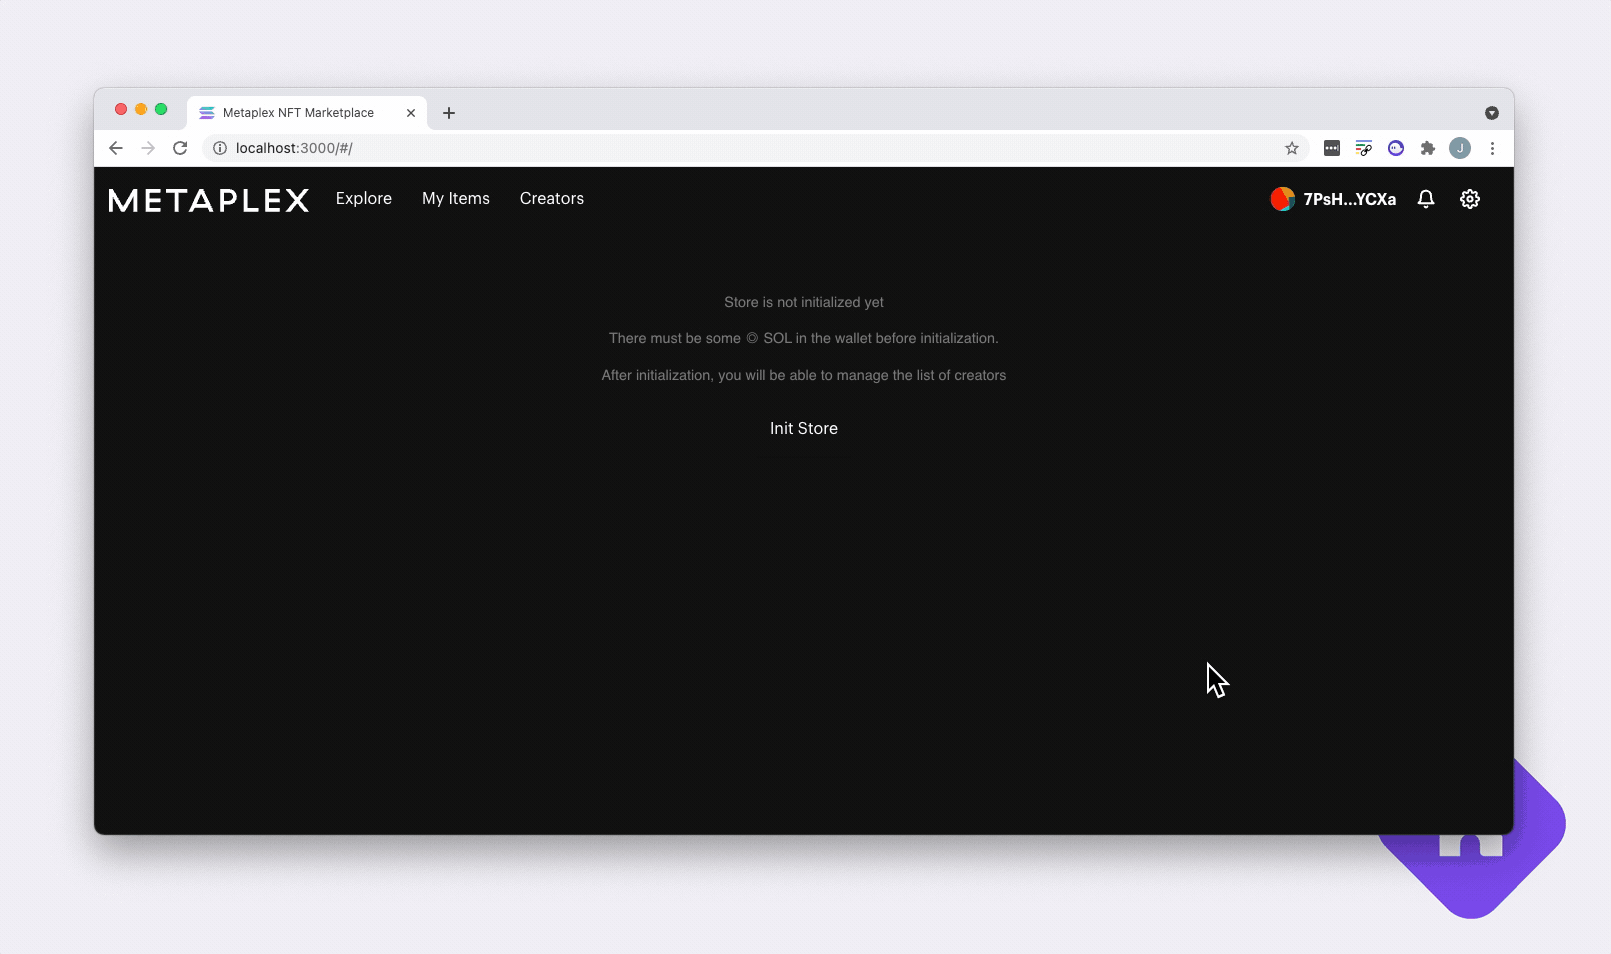 Metaplex NFT Marketplace
localhost:3000/#/
J
METAPLEX Explore My Items Creators 7PsH...YCXa
Store is not initialized yet
There must be some ◎ SOL in the wallet before initialization.
After initialization, you will be able to manage the list of creators
Init Store